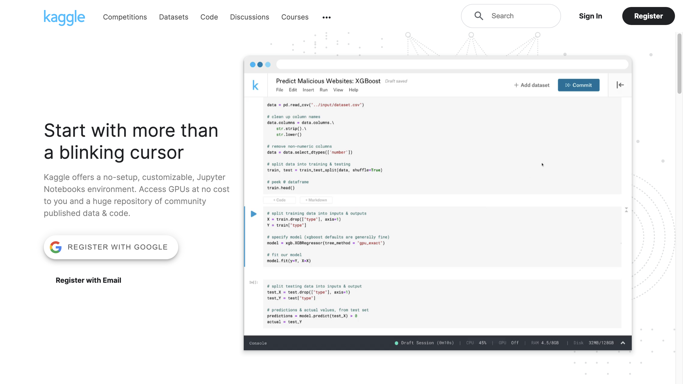 kaggle
Competitions
Datasets
Code
Discussions
Courses
•••
Search
Sign In
Register
Start with more than
a blinking cursor
Kaggle offers a no-setup, customizable, Jupyter
Notebooks environment. Access GPUs at no cost
to you and a huge repository of community
published data & code.
REGISTER WITH GOOGLE
Register with Email
k
Predict Malicious Websites: XGBoost
Draft saved
File Edit Insert Run View Help
+ Add dataset
Commit
data = pd.read_csv("../input/dataset.csv")
# clean up column names
data.columns = data.columns.\
str.strip().\
str.lower()
# remove non-numeric columns
data = data.select_dtypes(['number'])
# split data into training & testing
train, test = train_test_split(data, shuffle=True)
# peek @ dataframe
train.head()
+ Code
+ Markdown
# split training data into inputs & outputs
X = train.drop(["type"], axis=1)
Y = train["type"]
# specify model (xgboost defaults are generally fine)
model = xgb.XGBRegressor(tree_method = "gpu_exact")
# fit our model
model.fit(y=Y, X=X)
# split testing data into inputs & output
test_X = test.drop(["type"], axis=1)
test_Y = test["type"]
# predictions & actual values, from test set
predictions = model.predict(test_X) > 0
actual = test_Y
Console
Draft Session (0m14s)
CPU 45%
GPU Off
RAM 4.5/8GB
Disk 32MB/128GB